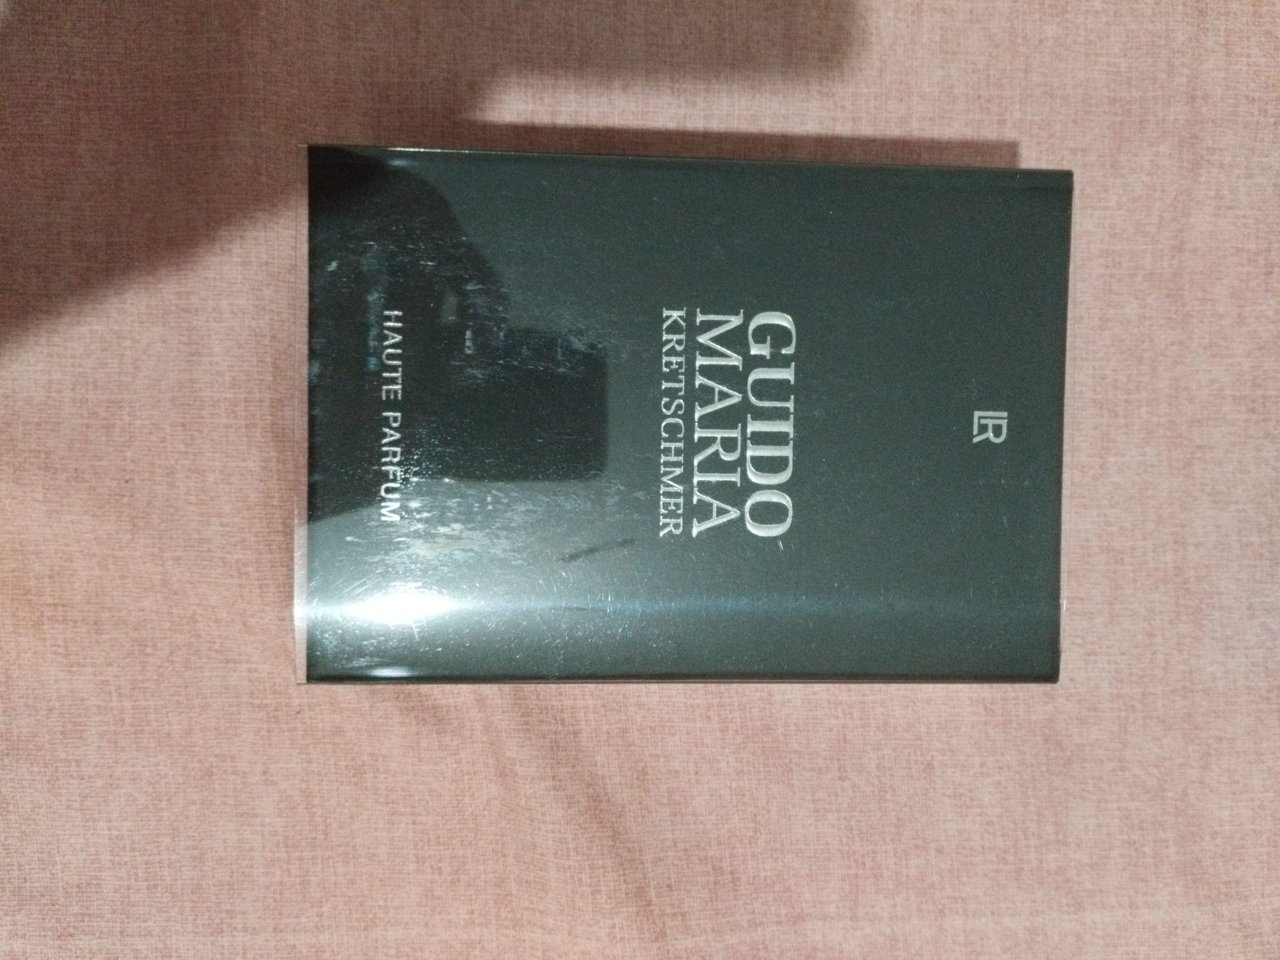 LR
GUIDO
MARIA
KRETSCHMER
HAUTE PARFUM